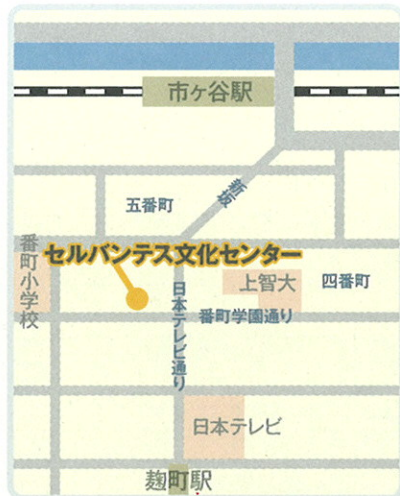 市ヶ谷駅
新坂
五番町
番町小学校
セルバンテス文化センター
上智大
四番町
日本テレビ通り
番町学園通り
日本テレビ
麹町駅